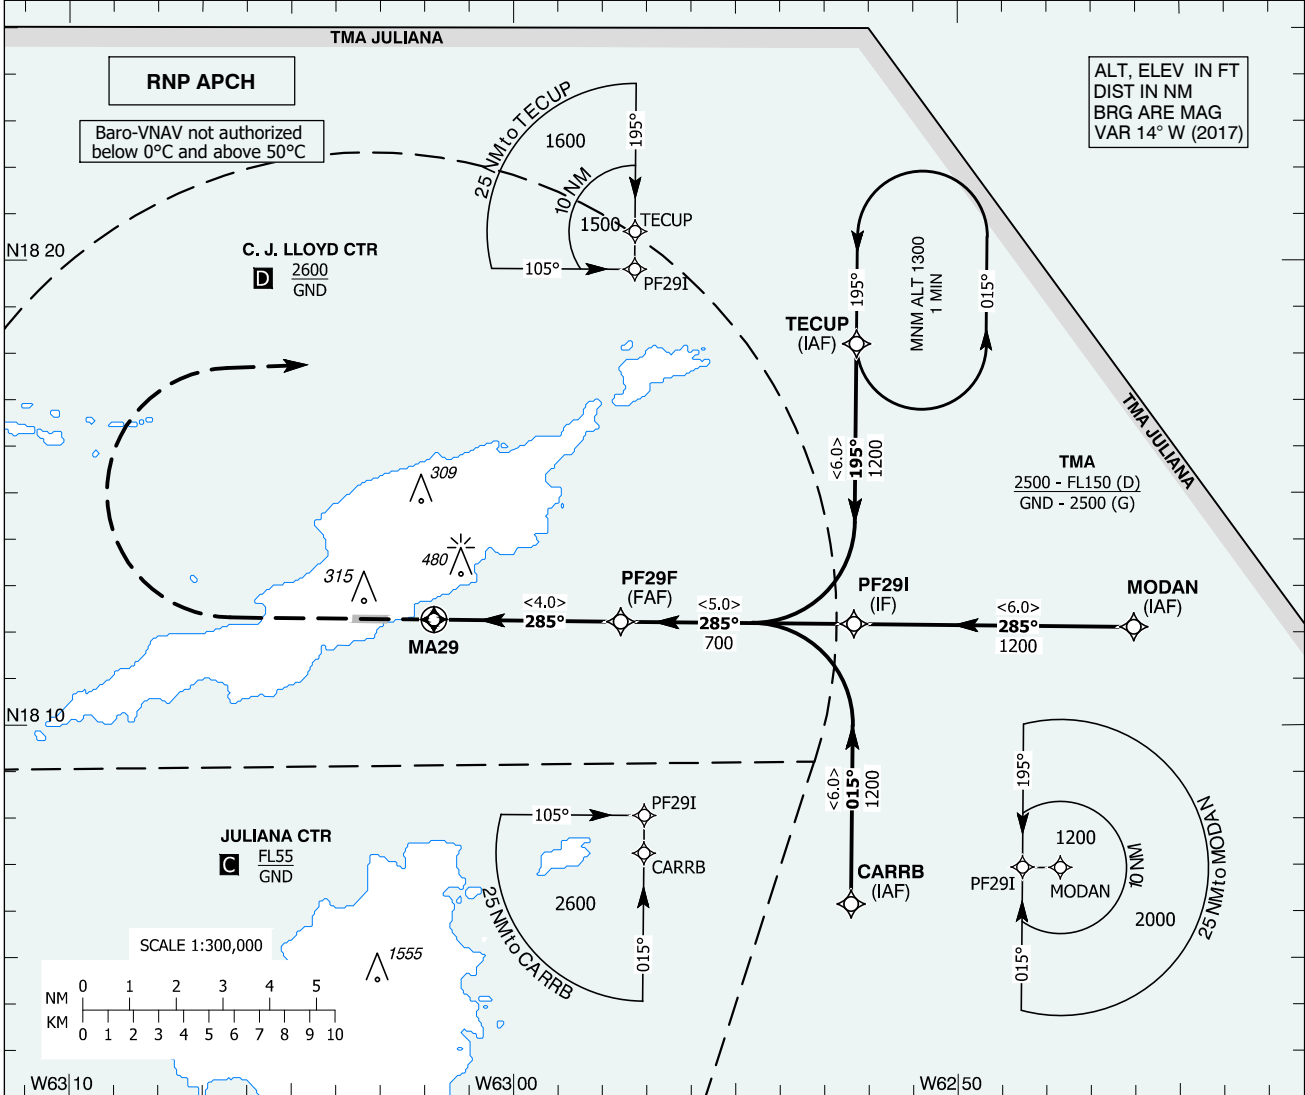 TMA JULIANA
RNP APCH
Baro-VNAV not authorized
below 0°C and above 50°C
ALT, ELEV IN FT
DIST IN NM
BRG ARE MAG
VAR 14° W (2017)
25 NM to TECUP
1600
195°
10 NM
1500
TECUP
105°
PF29I
N18 20
C. J. LLOYD CTR
D
2600
GND
195°
MNM ALT 1300
1 MIN
015°
TECUP
(IAF)
TMA JULIANA
<6.0>
195°
1200
TMA
2500 - FL150 (D)
GND - 2500 (G)
309
480
315
PF29F
(FAF)
PF29I
(IF)
MODAN
(IAF)
<4.0>
285°
<5.0>
285°
700
<6.0>
285°
1200
MA29
N18 10
<6.0>
015°
1200
CARRB
(IAF)
JULIANA CTR
C
FL55
GND
105°
PF29I
CARRB
2600
015°
25 NM to CARRB
195°
1200
10 NM
PF29I
MODAN
2000
015°
25 NM to MODAN
SCALE 1:300,000
1555
NM
0 1 2 3 4 5
KM
0 1 2 3 4 5 6 7 8 9 10
W63 10
W63 00
W62 50